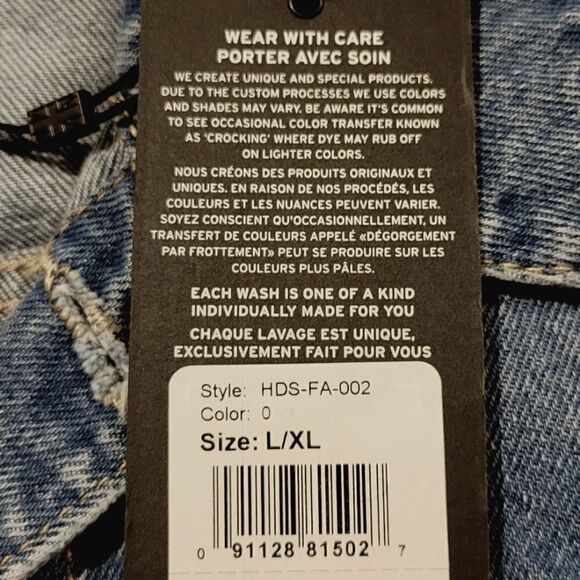 WEAR WITH CARE
PORTER AVEC SOIN
WE CREATE UNIQUE AND SPECIAL PRODUCTS.
DUE TO THE CUSTOM PROCESSES WE USE COLORS
AND SHADES MAY VARY. BE AWARE IT'S COMMON
TO SEE OCCASIONAL COLOR TRANSFER KNOWN
AS 'CROCKING' WHERE DYE MAY RUB OFF
ON LIGHTER COLORS.
NOUS CRÉONS DES PRODUITS ORIGINAUX ET
UNIQUES. EN RAISON DE NOS PROCÉDÉS, LES
COULEURS ET LES NUANCES PEUVENT VARIER.
SOYEZ CONSCIENT QU'OCCASIONNELLEMENT, UN
TRANSFERT DE COULEURS APPELÉ «DÉGORGEMENT
PAR FROTTEMENT» PEUT SE PRODUIRE SUR LES
COULEURS PLUS PÂLES.
EACH WASH IS ONE OF A KIND
INDIVIDUALLY MADE FOR YOU
CHAQUE LAVAGE EST UNIQUE,
EXCLUSIVEMENT FAIT POUR VOUS
Style: HDS-FA-002
Color: 0
Size: L/XL
0 91128 81502 7